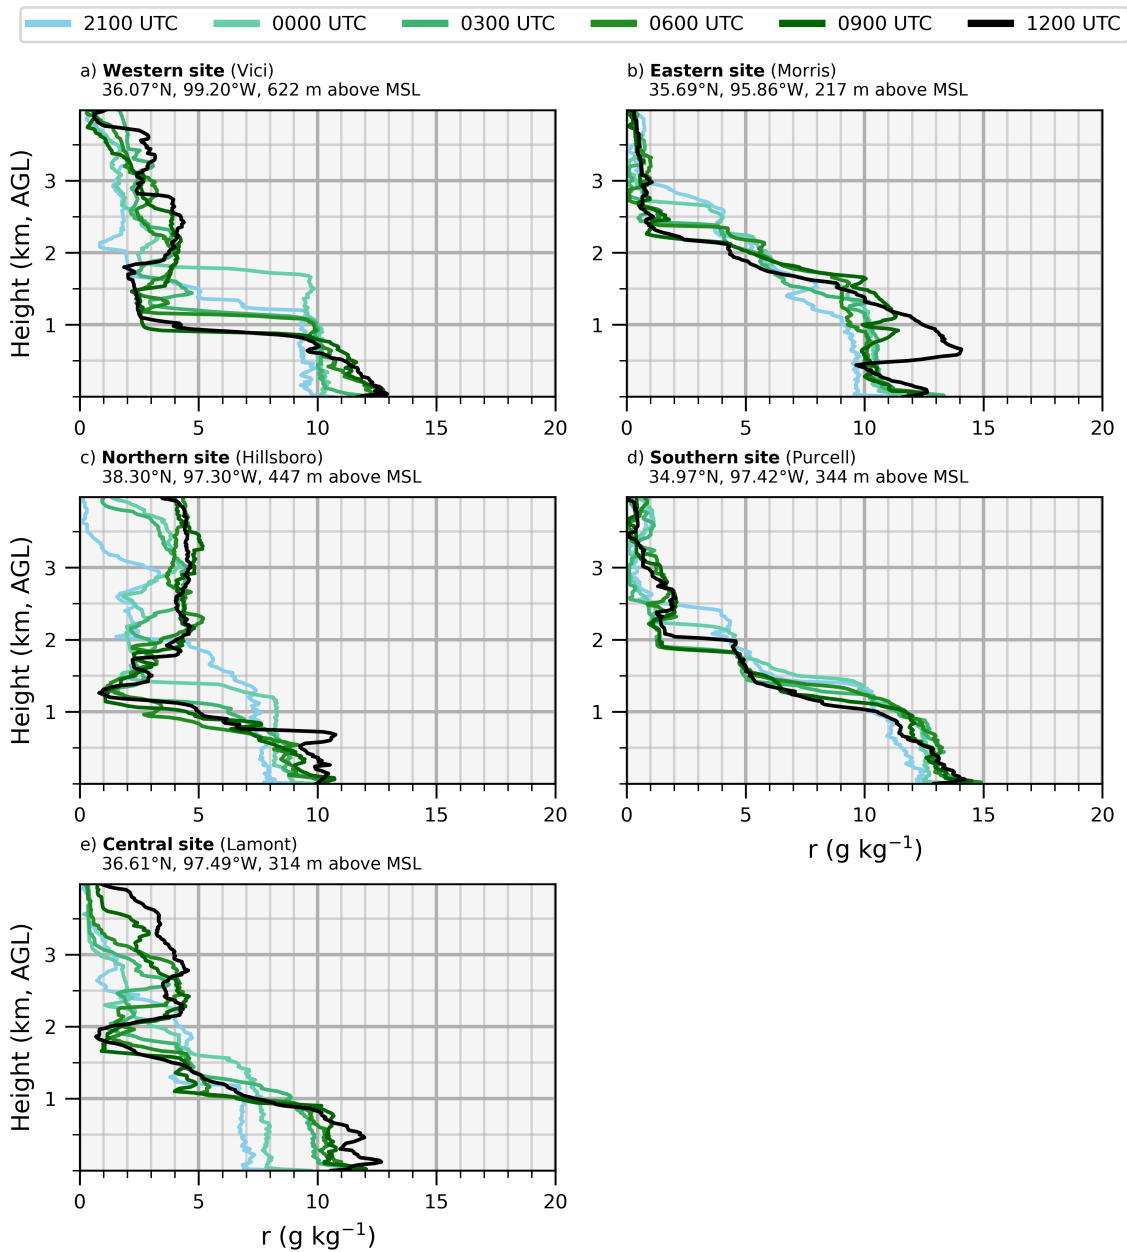 2100 UTC 0000 UTC 0300 UTC 0600 UTC 0900 UTC 1200 UTC
a) Western site (Vici)
36.07°N, 99.20°W, 622 m above MSL
b) Eastern site (Morris)
35.69°N, 95.86°W, 217 m above MSL
Height (km, AGL)
3
2
1
3
2
1
0 5 10 15 20
0 5 10 15 20
c) Northern site (Hillsboro)
38.30°N, 97.30°W, 447 m above MSL
d) Southern site (Purcell)
34.97°N, 97.42°W, 344 m above MSL
Height (km, AGL)
3
2
1
3
2
1
0 5 10 15 20
0 5 10 15 20
r (g kg⁻¹)
e) Central site (Lamont)
36.61°N, 97.49°W, 314 m above MSL
Height (km, AGL)
3
2
1
0 5 10 15 20
r (g kg⁻¹)